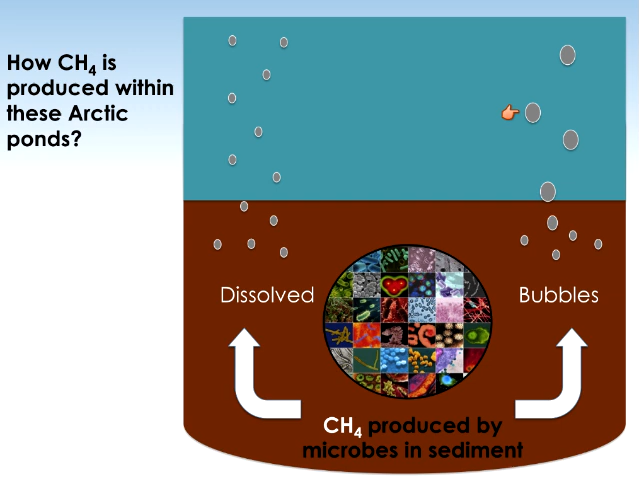 How CH₄ is
produced within
these Arctic
ponds?
Dissolved
Bubbles
CH₄ produced by
microbes in sediment